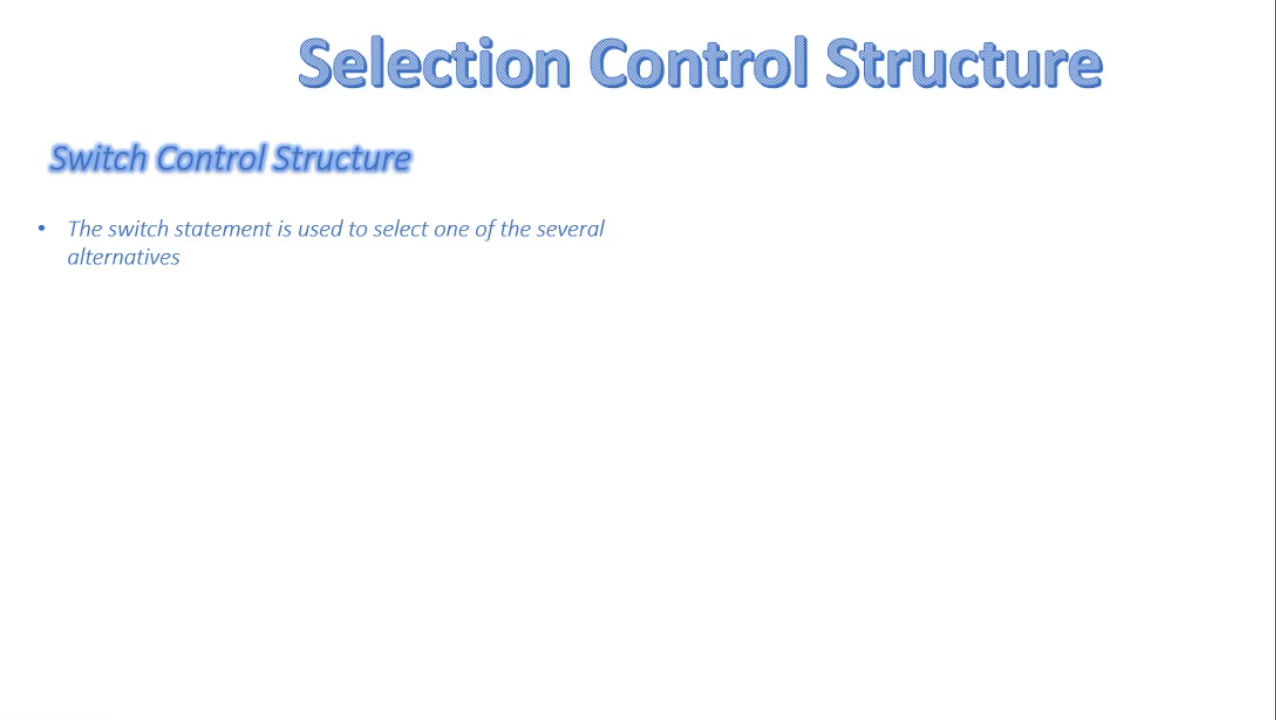 Selection Control Structure
Switch Control Structure
• The switch statement is used to select one of the several
alternatives